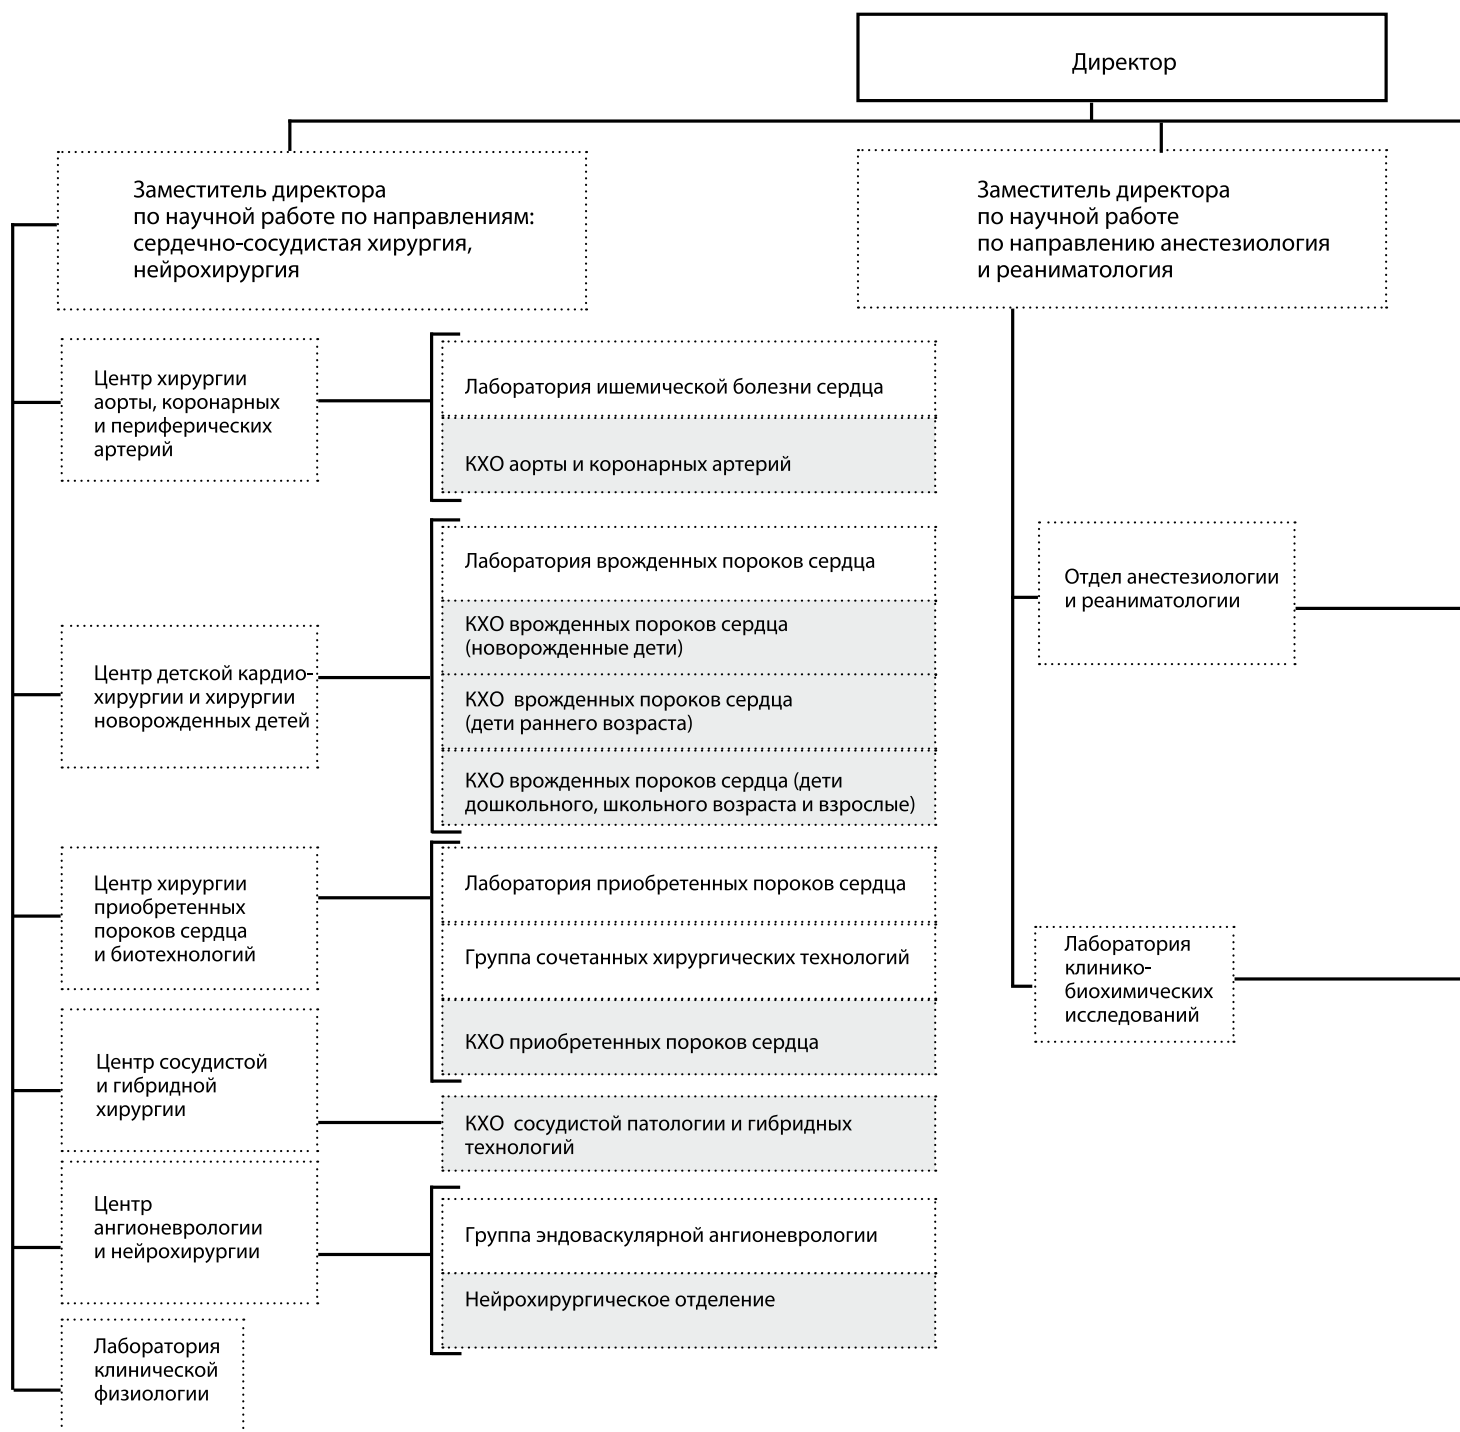 Директор
Заместитель директора
по научной работе по направлениям:
сердечно-сосудистая хирургия,
нейрохирургия
Заместитель директора
по научной работе
по направлению анестезиология
и реаниматология
Центр хирургии
аорты, коронарных
и периферических
артерий
Лаборатория ишемической болезни сердца
КХО аорты и коронарных артерий
Центр детской кардио-
хирургии и хирургии
новорожденных детей
Лаборатория врожденных пороков сердца
КХО врожденных пороков сердца
(новорожденные дети)
КХО  врожденных пороков сердца
(дети раннего возраста)
КХО врожденных пороков сердца (дети
дошкольного, школьного возраста и взрослые)
Центр хирургии
приобретенных
пороков сердца
и биотехнологий
Лаборатория приобретенных пороков сердца
Группа сочетанных хирургических технологий
КХО приобретенных пороков сердца
Центр сосудистой
и гибридной
хирургии
КХО  сосудистой патологии и гибридных
технологий
Центр
ангионеврологии
и нейрохирургии
Группа эндоваскулярной ангионеврологии
Нейрохирургическое отделение
Лаборатория
клинической
физиологии
Отдел анестезиологии
и реаниматологии
Лаборатория
клинико-
биохимических
исследований